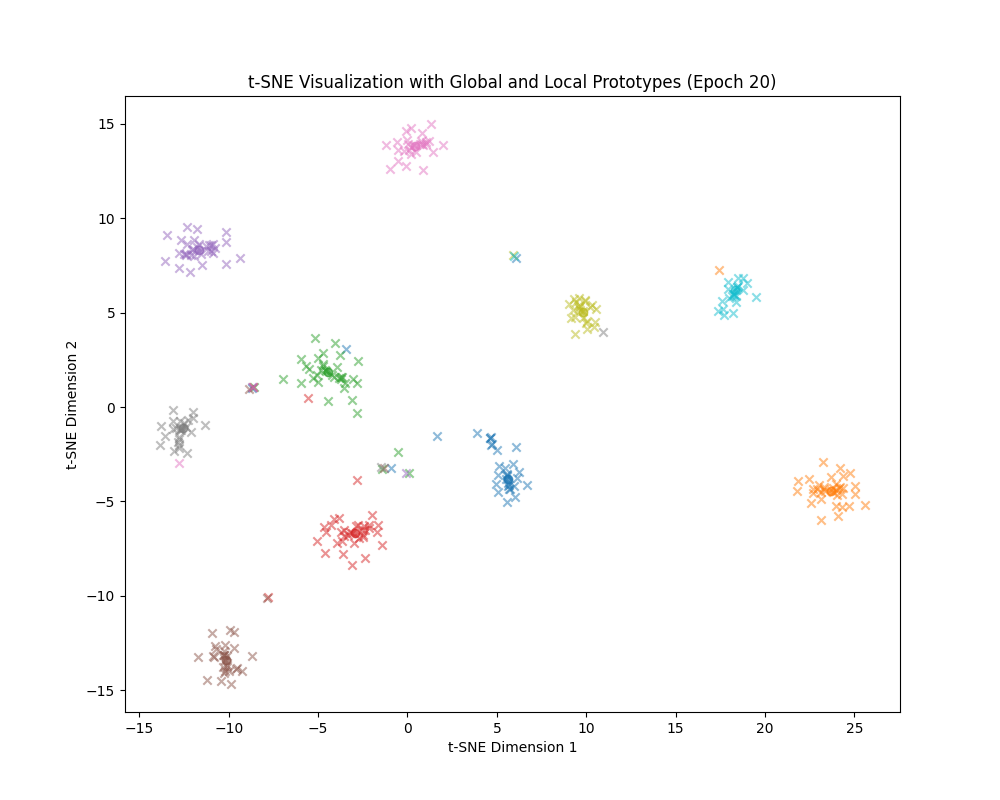 t-SNE Visualization with Global and Local Prototypes (Epoch 20)
15
10
5
0
−5
−10
−15
t-SNE Dimension 2
−15 −10 −5 0 5 10 15 20 25
t-SNE Dimension 1